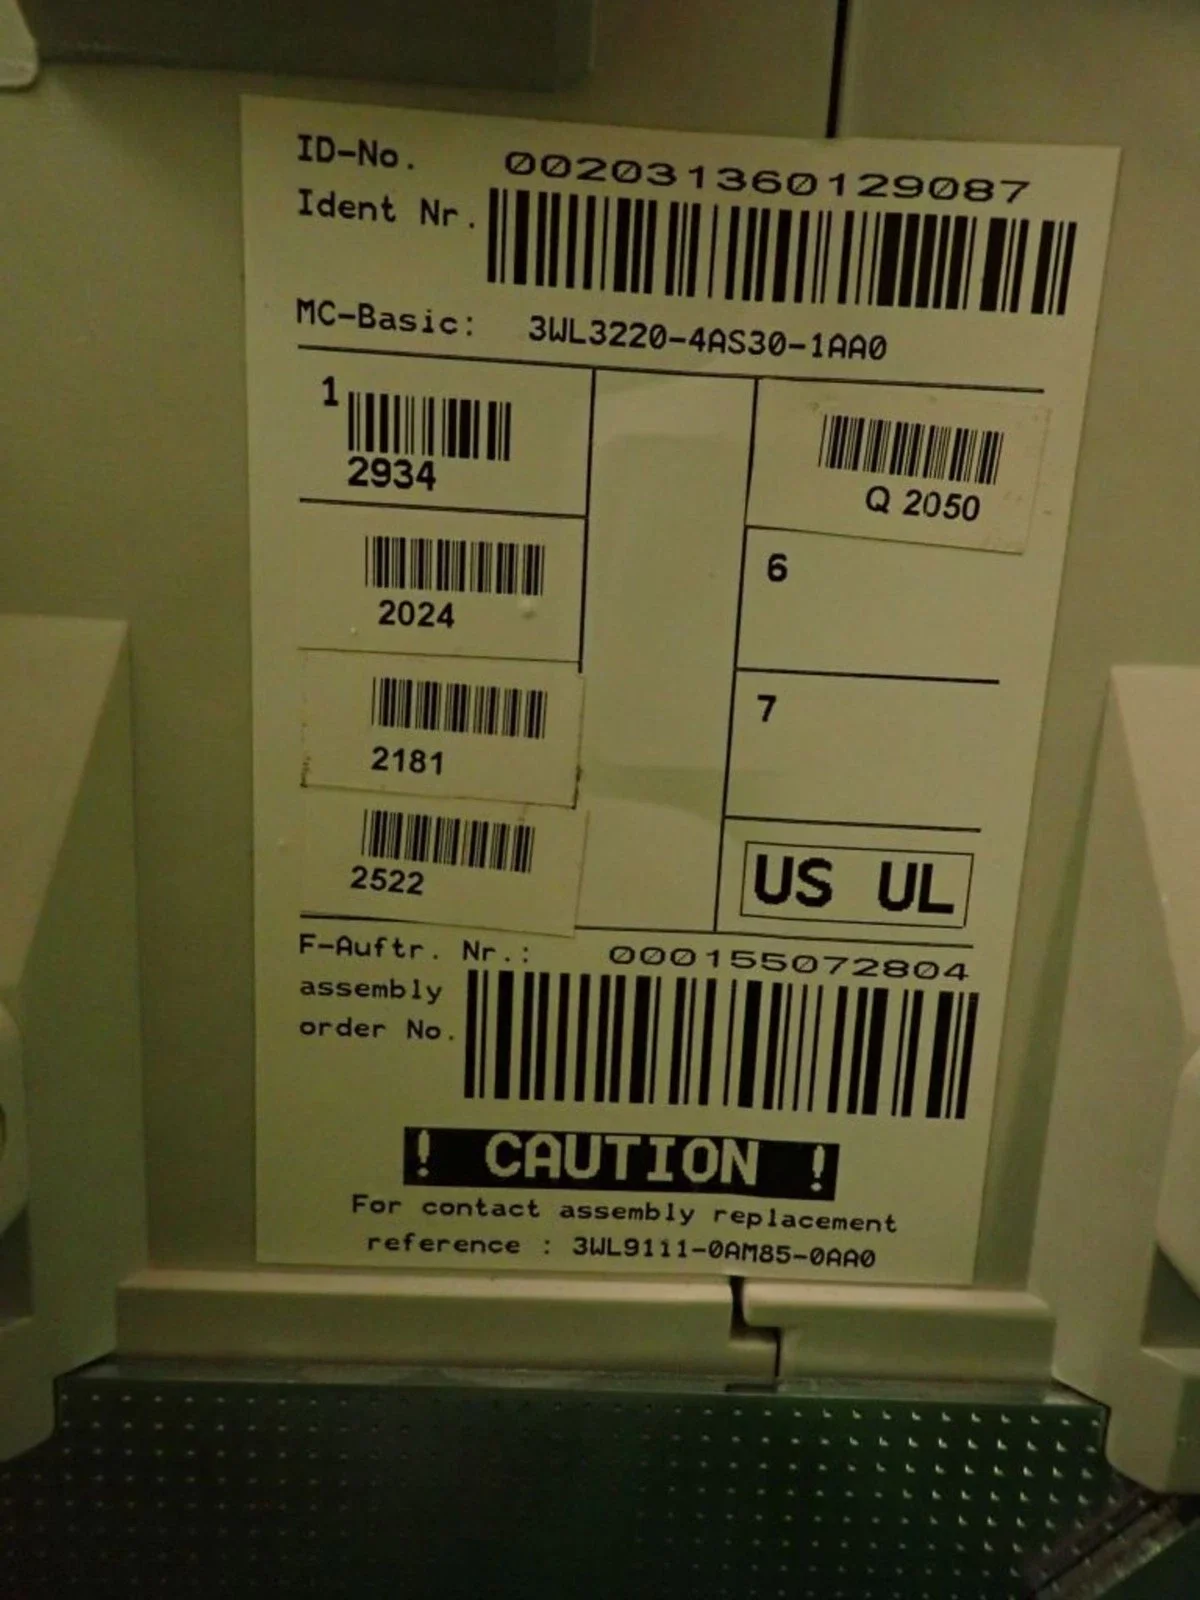 ID-No. 002031360129087
Ident Nr.
MC-Basic: 3WL3220-4AS30-1AA0
1
2934
Q 2050
2024
6
2181
7
2522
US UL
F-Auftr. Nr.: 000155072804
assembly
order No.
! CAUTION !
For contact assembly replacement
reference : 3WL9111-0AM85-0AA0